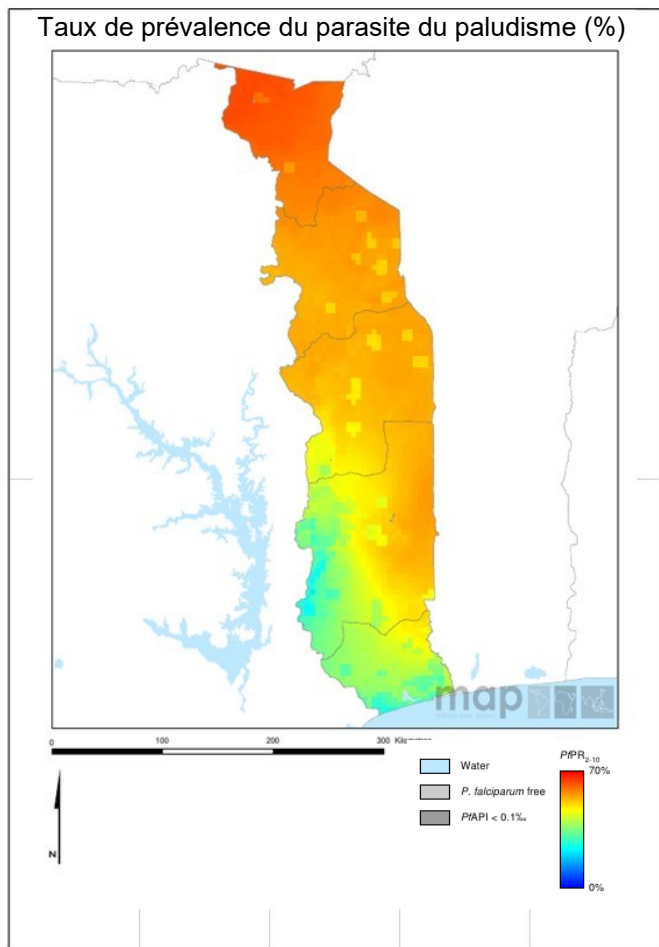 Taux de prévalence du parasite du paludisme (%)
map
0 100 200 300
Water
P. falciparum free
PfAPI < 0.1‰
PfPR2-10
70%
0%
N